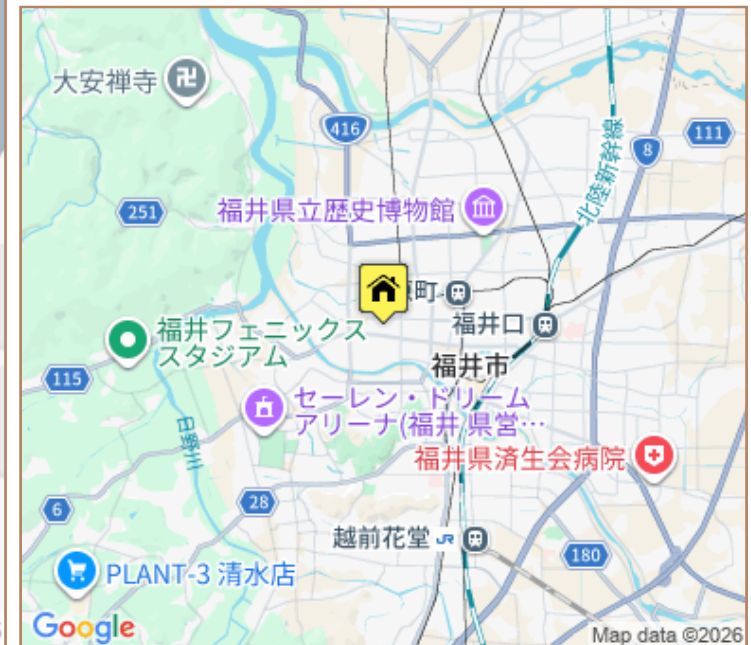 大安禅寺
416
111
8
北陸新幹線
251
福井県立歴史博物館
町
福井口
福井フェニックス
スタジアム
福井市
115
セーレン・ドリーム
アリーナ(福井 県営…
日野川
福井県済生会病院
6
28
越前花堂 JR
180
PLANT-3 清水店
Google
Map data ©2026